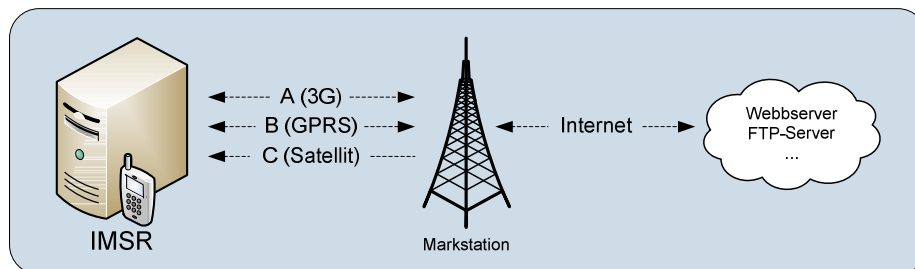 A (3G)
B (GPRS)
C (Satellit)
IMSR
Markstation
Internet
Webbserver
FTP-Server
...